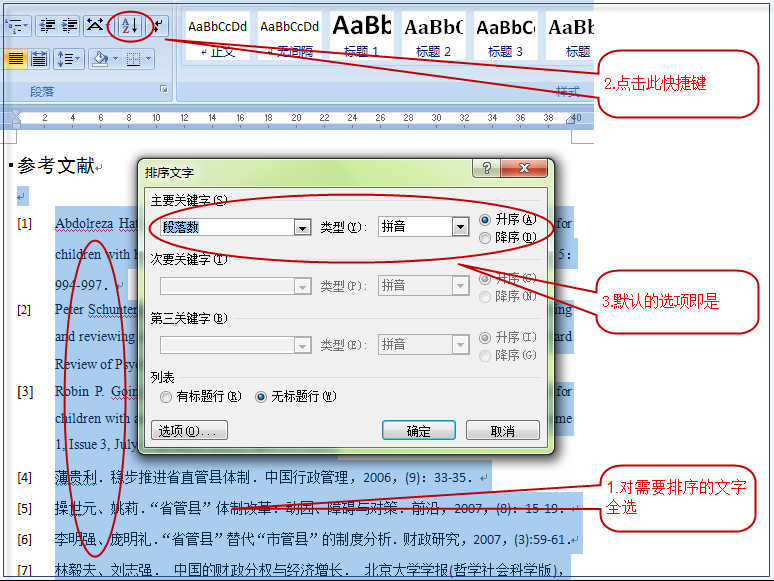 AaBbCcDd AaBbCcDd AaBb AaBbC AaBbC AaBb
正文 无间隔 标题 1 标题 2 标题 3 标题
段落 样式
2.点击此快捷键
2 4 6 8 10 12 14 16 18 20 22 24 26 28 30 32 34 36 38 40
参考文献
排序文字
主要关键字(S)
段落数 类型(Y): 拼音 升序(A)
降序(D)
次要关键字(T)
类型(P): 拼音 升序(C)
降序(N)
第三关键字(B)
类型(E): 拼音 升序(I)
降序(G)
列表
有标题行(R) 无标题行(W)
选项(O)... 确定 取消
3.默认的选项即是
[1] Abdolreza Hat for
children with 5:
994-997.
[2] Peter Schunter ing
and reviewing ard
Review of Psy
[3] Robin P. Goin for
children with a me
1, Issue 3, July
[4] 薄贵利. 稳步推进省直管县体制. 中国行政管理, 2006, (9): 33-35.
[5] 操世元、姚莉.“省管县”体制改革: 动因、障碍与对策. 前沿, 2007, (8): 15-19.
[6] 李明强、庞明礼.“省管县”替代“市管县”的制度分析. 财政研究, 2007, (3):59-61.
[7] 林毅夫、刘志强. 中国的财政分权与经济增长. 北京大学学报(哲学社会科学版),
1.对需要排序的文字
全选